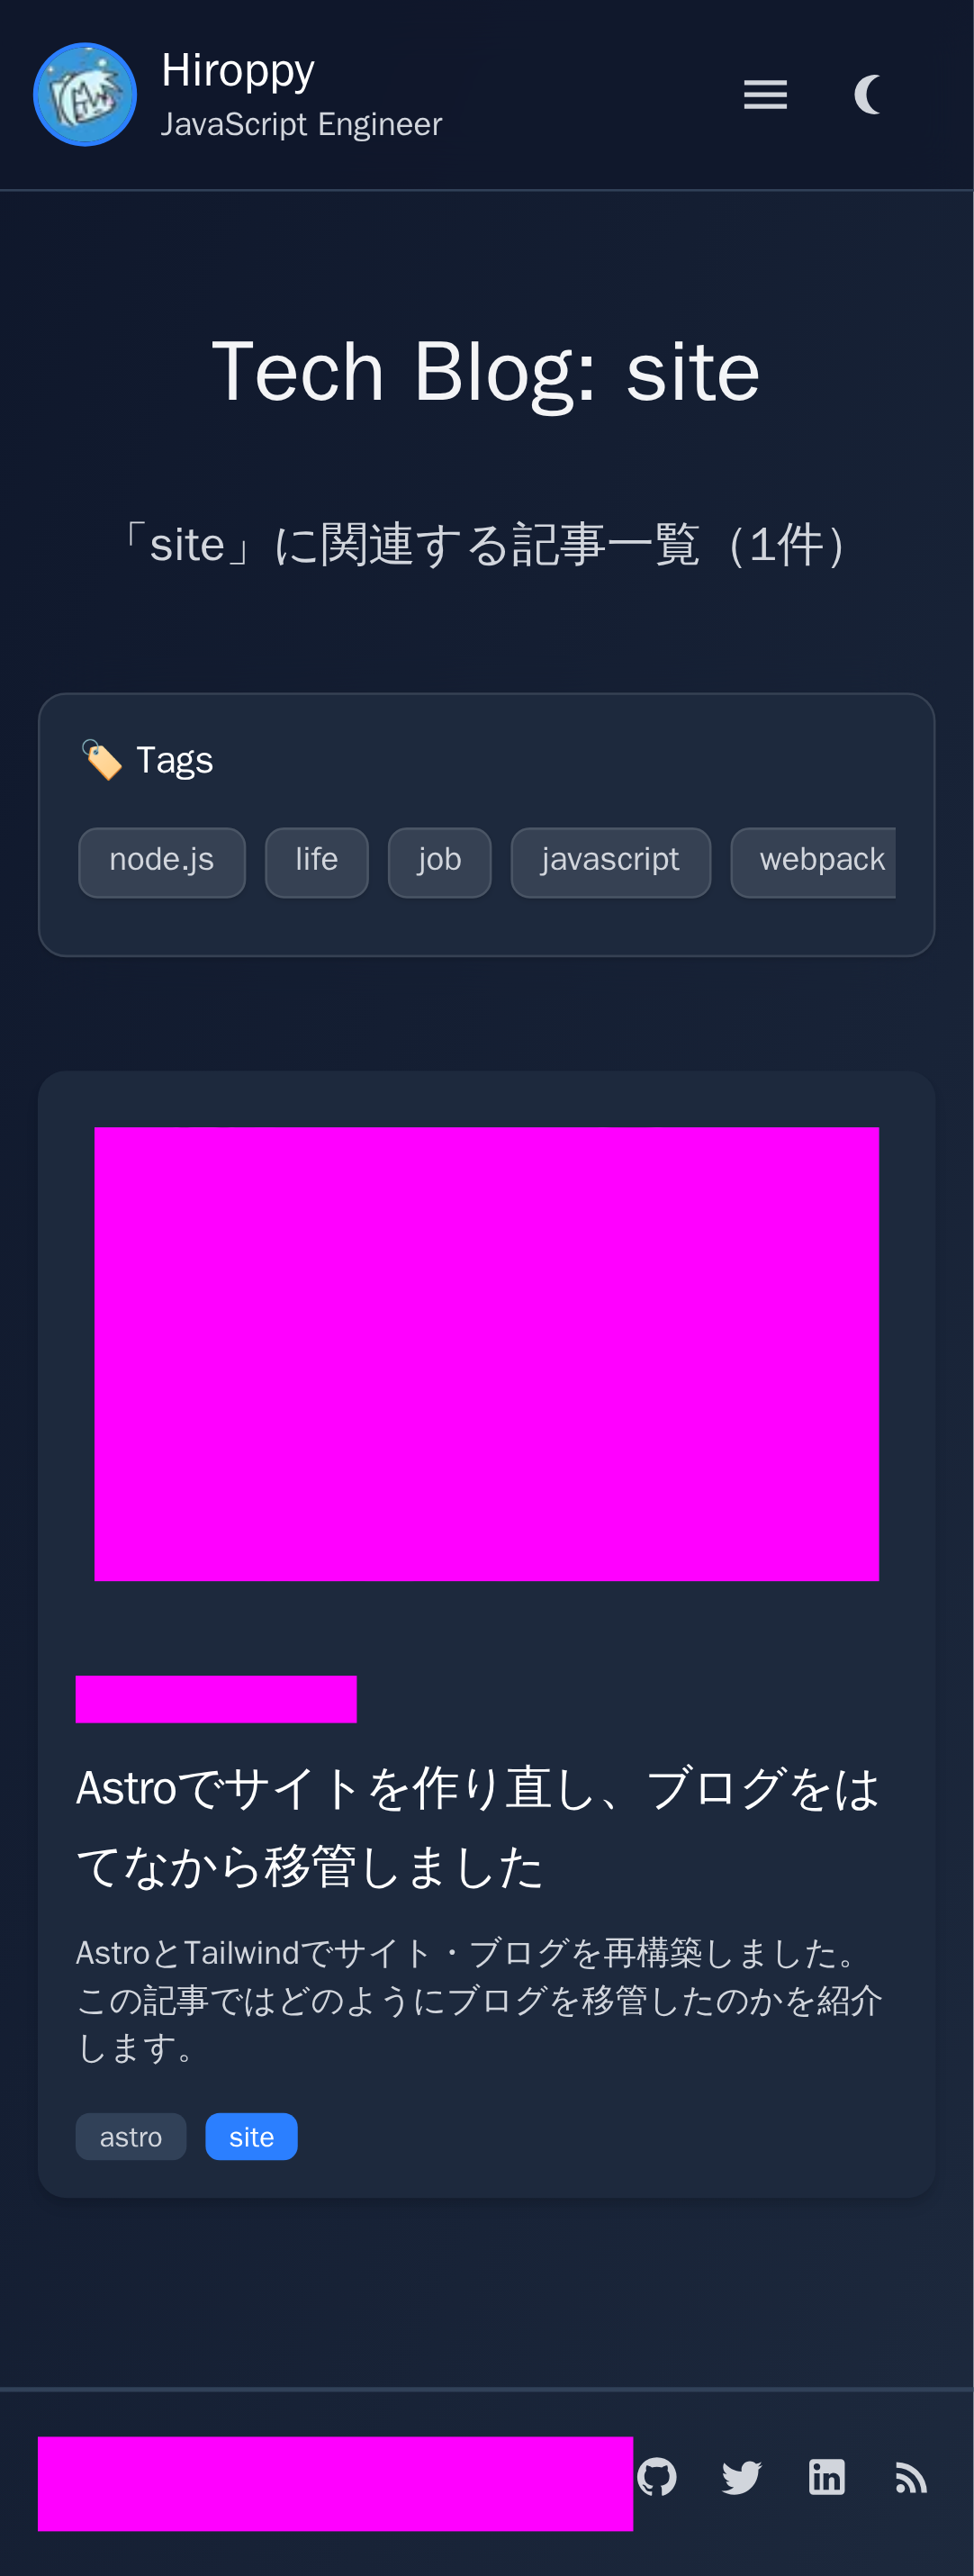 Hiroppy
JavaScript Engineer
Tech Blog: site
「site」に関連する記事一覧（1件）
🏷️ Tags
node.js life job javascript webpack
Astroでサイトを作り直し、ブログをは
てなから移管しました
AstroとTailwindでサイト・ブログを再構築しました。
この記事ではどのようにブログを移管したのかを紹介
します。
astro site